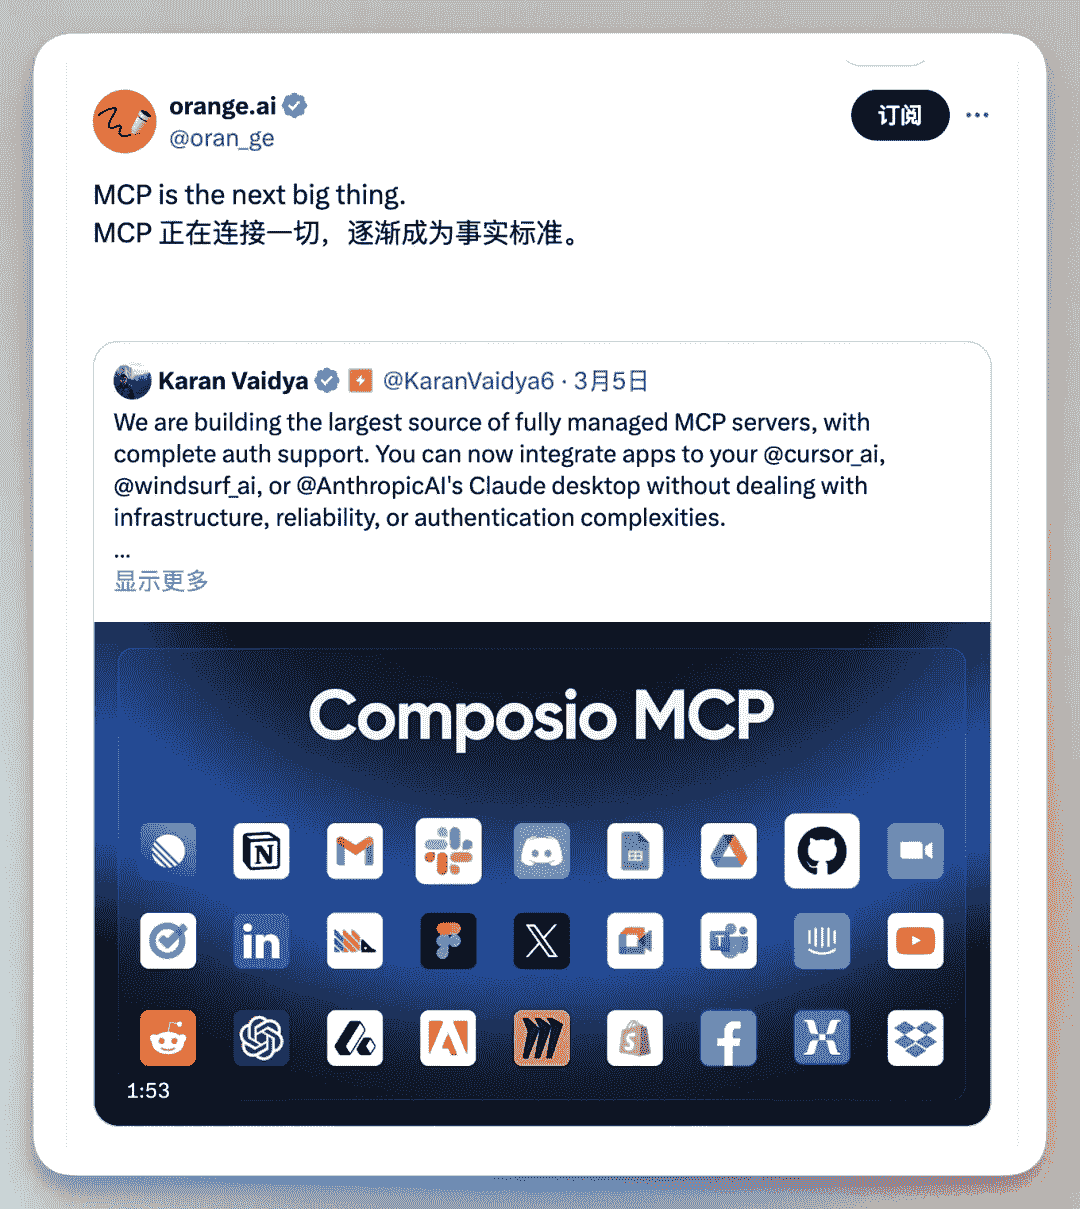 orange.ai
订阅
@oran_ge
MCP is the next big thing.
MCP 正在连接一切，逐渐成为事实标准。
Karan Vaidya @KaranVaidya6 · 3月5日
We are building the largest source of fully managed MCP servers, with
complete auth support. You can now integrate apps to your @cursor_ai,
@windsurf_ai, or @AnthropicAI's Claude desktop without dealing with
infrastructure, reliability, or authentication complexities.
...
显示更多
Composio MCP
1:53